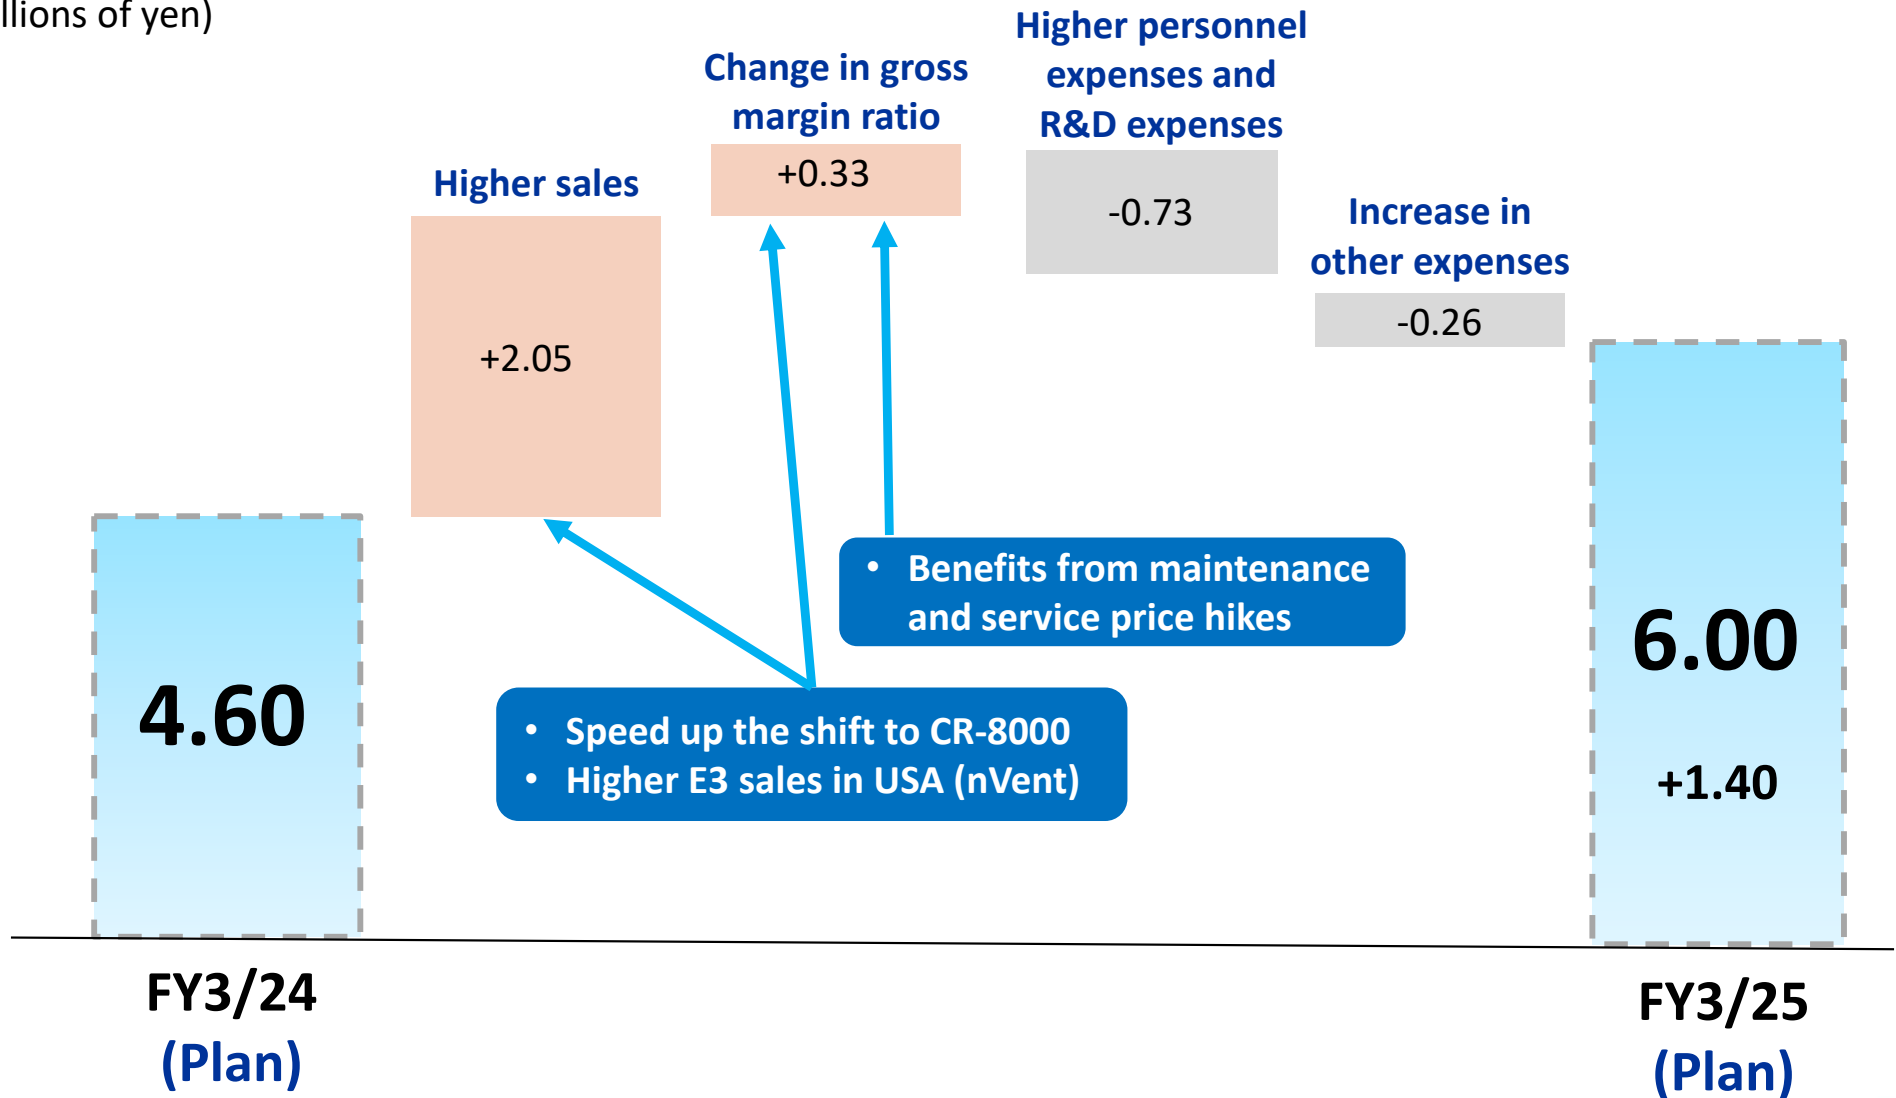 llions of yen)
Higher sales
+2.05
Change in gross
margin ratio
+0.33
Higher personnel
expenses and
R&D expenses
-0.73
Increase in
other expenses
-0.26
• Benefits from maintenance
and service price hikes
• Speed up the shift to CR-8000
• Higher E3 sales in USA (nVent)
4.60
6.00
+1.40
FY3/24
(Plan)
FY3/25
(Plan)